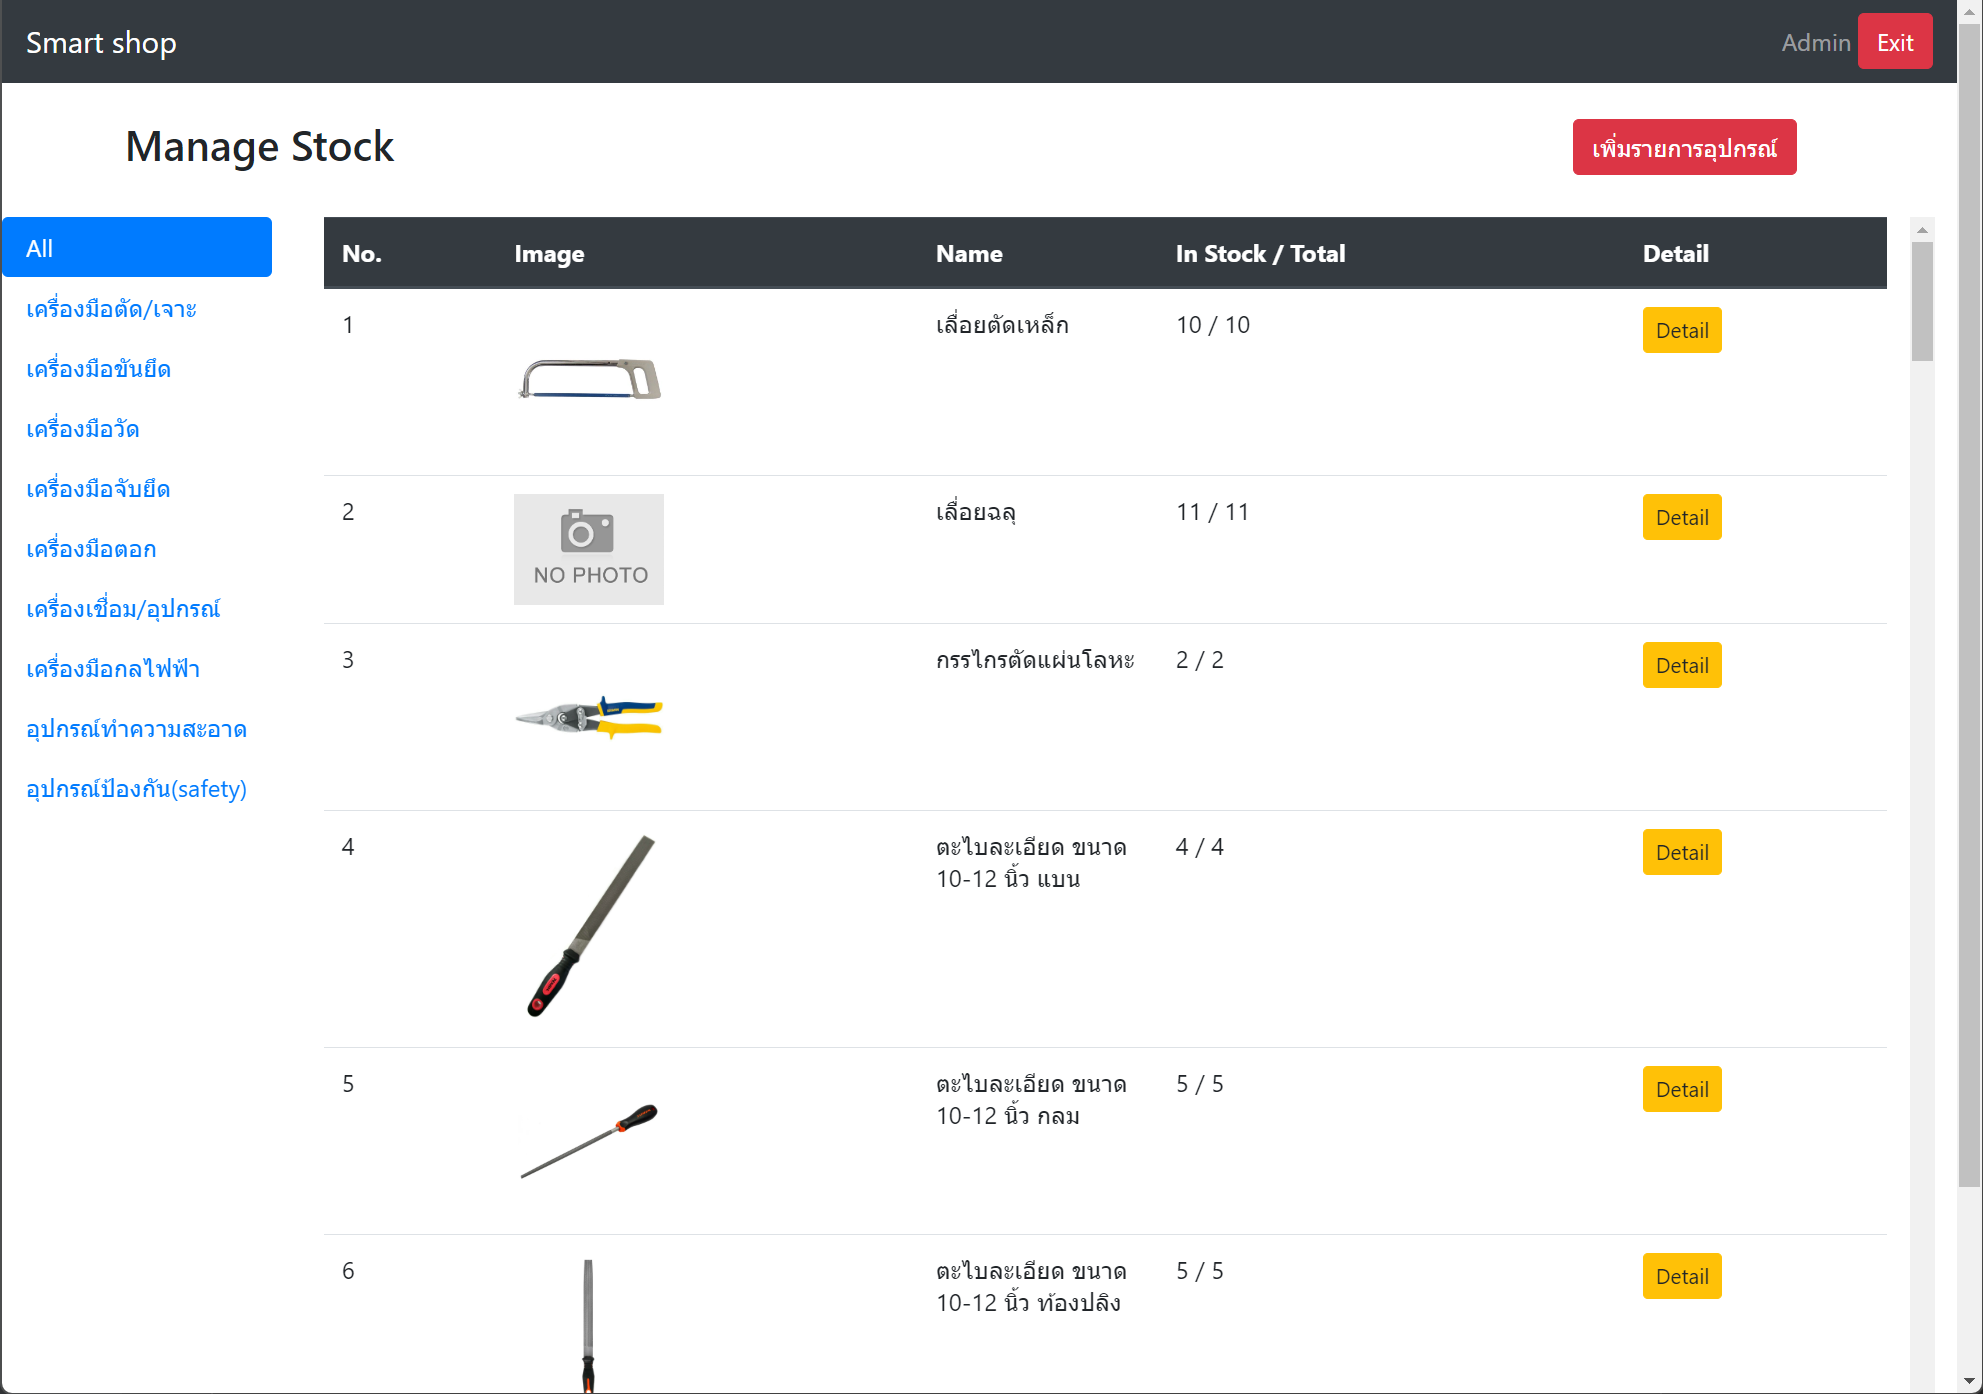 Smart shop
Admin Exit
Manage Stock
เพิ่มรายการอุปกรณ์
All
เครื่องมือตัด/เจาะ
เครื่องมือขันยึด
เครื่องมือวัด
เครื่องมือจับยึด
เครื่องมือตอก
เครื่องเชื่อม/อุปกรณ์
เครื่องมือกลไฟฟ้า
อุปกรณ์ทำความสะอาด
อุปกรณ์ป้องกัน(safety)
No. Image Name In Stock / Total Detail
1 เลื่อยตัดเหล็ก 10 / 10 Detail
2 NO PHOTO เลื่อยฉลุ 11 / 11 Detail
3 กรรไกรตัดแผ่นโลหะ 2 / 2 Detail
4 ตะไบละเอียด ขนาด 4 / 4 Detail
10-12 นิ้ว แบน
5 ตะไบละเอียด ขนาด 5 / 5 Detail
10-12 นิ้ว กลม
6 ตะไบละเอียด ขนาด 5 / 5 Detail
10-12 นิ้ว ท้องปลิง